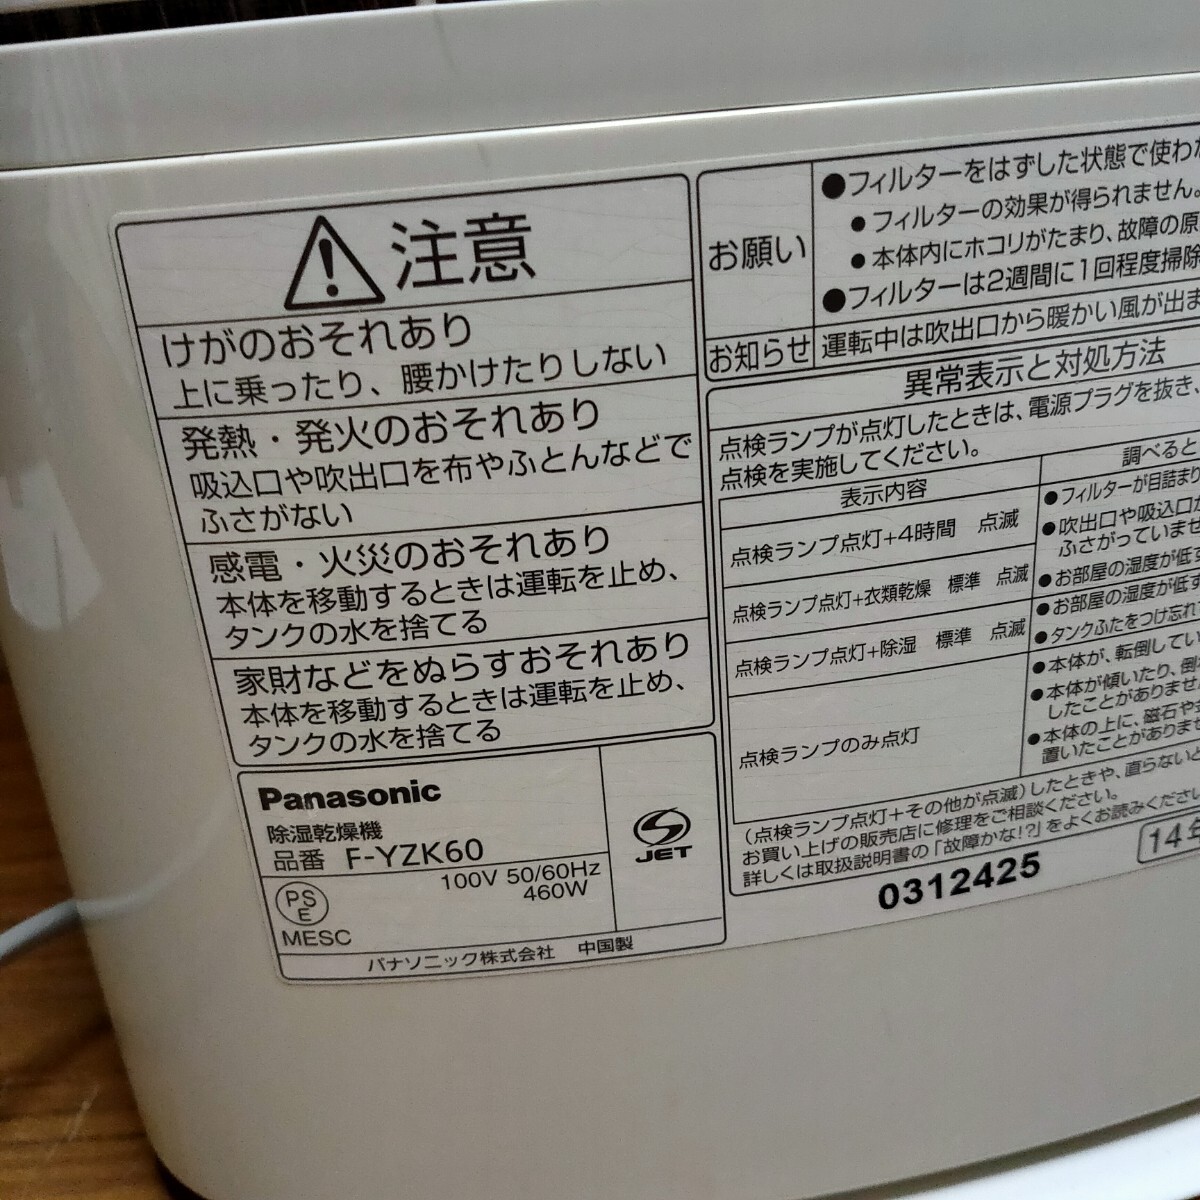 注意
けがのおそれあり
上に乗ったり、腰かけたりしない
発熱・発火のおそれあり
吸込口や吹出口を布やふとんなどで
ふさがない
感電・火災のおそれあり
本体を移動するときは運転を止め、
タンクの水を捨てる
家財などをぬらすおそれあり
本体を移動するときは運転を止め、
タンクの水を捨てる
Panasonic
除湿乾燥機
品番 F-YZK60
100V 50/60Hz
460W
PS
E
MESC
JET
パナソニック株式会社 中国製
お願い
●フィルターをはずした状態で使わ
●フィルターの効果が得られません。
●本体内にホコリがたまり、故障の原
●フィルターは2週間に1回程度掃除
お知らせ
運転中は吹出口から暖かい風が出ま
異常表示と対処方法
点検ランプが点灯したときは、電源プラグを抜き、
点検を実施してください。
表示内容
調べると
点検ランプ点灯+4時間 点滅
●フィルターが目詰まり
●吹出口や吸込口が
ふさがっていませ
点検ランプ点灯+衣類乾燥 標準 点滅
●お部屋の湿度が低す
点検ランプ点灯+除湿 標準 点滅
●お部屋の湿度が低す
●タンクふたをつけ忘れ
点検ランプのみ点灯
●本体が、転倒してい
●本体が傾いたり、倒
したことがありませ
●本体の上に、磁石や
置いたことがありませ
(点検ランプ点灯+その他が点滅)したときや、直らないと
お買い上げの販売店に修理をご相談ください。
詳しくは取扱説明書の「故障かな!?」をよくお読みくださ
0312425
14年